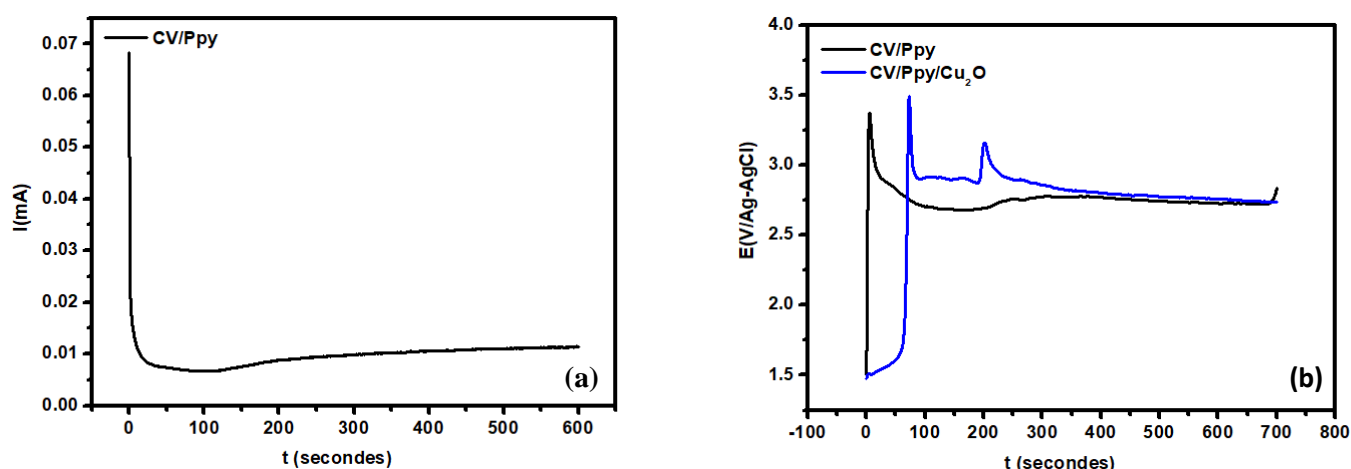 CV/Ppy
0.07
0.06
0.05
0.04
0.03
0.02
0.01
0.00
I(mA)
0 100 200 300 400 500 600
t (secondes)
(a)
CV/Ppy
CV/Ppy/Cu₂O
4.0
3.5
3.0
2.5
2.0
1.5
E(V/Ag-AgCl)
-100 0 100 200 300 400 500 600 700 800
t (secondes)
(b)